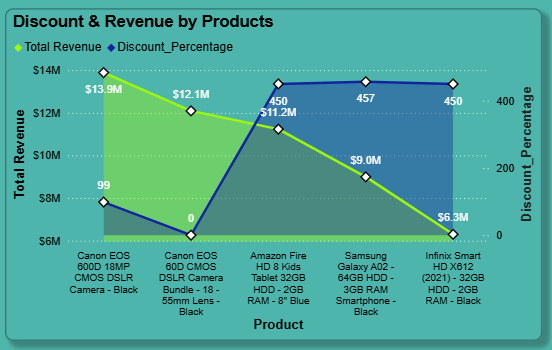 Discount & Revenue by Products
Total Revenue Discount_Percentage
$14M
$12M
$10M
$8M
$6M
Total Revenue
$13.9M
$12.1M
$11.2M
$9.0M
$6.3M
99
0
450
457
450
400
200
0
Discount_Percentage
Canon EOS
600D 18MP
CMOS DSLR
Camera - Black
Canon EOS
60D CMOS
DSLR Camera
Bundle - 18 -
55mm Lens -
Black
Amazon Fire
HD 8 Kids
Tablet 32GB
HDD - 2GB
RAM - 8" Blue
Samsung
Galaxy A02 -
64GB HDD -
3GB RAM
Smartphone -
Black
Infinix Smart
HD X612
(2021) - 32GB
HDD - 2GB
RAM - Black
Product